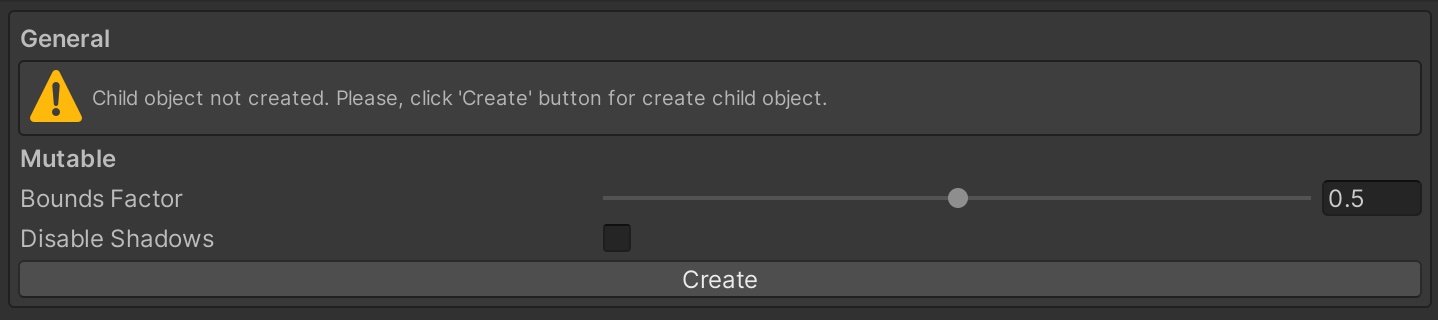 General
Child object not created. Please, click 'Create' button for create child object.
Mutable
Bounds Factor 0.5
Disable Shadows
Create